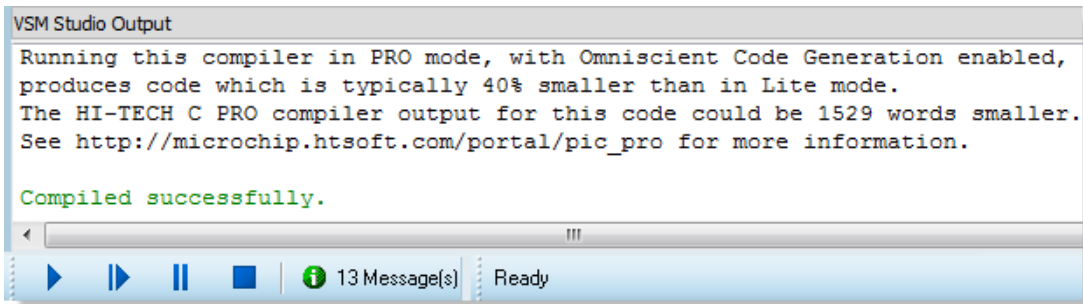 VSM Studio Output
Running this compiler in PRO mode, with Omniscient Code Generation enabled,
produces code which is typically 40% smaller than in Lite mode.
The HI-TECH C PRO compiler output for this code could be 1529 words smaller.
See http://microchip.htsoft.com/portal/pic_pro for more information.
Compiled successfully.
13 Message(s) Ready